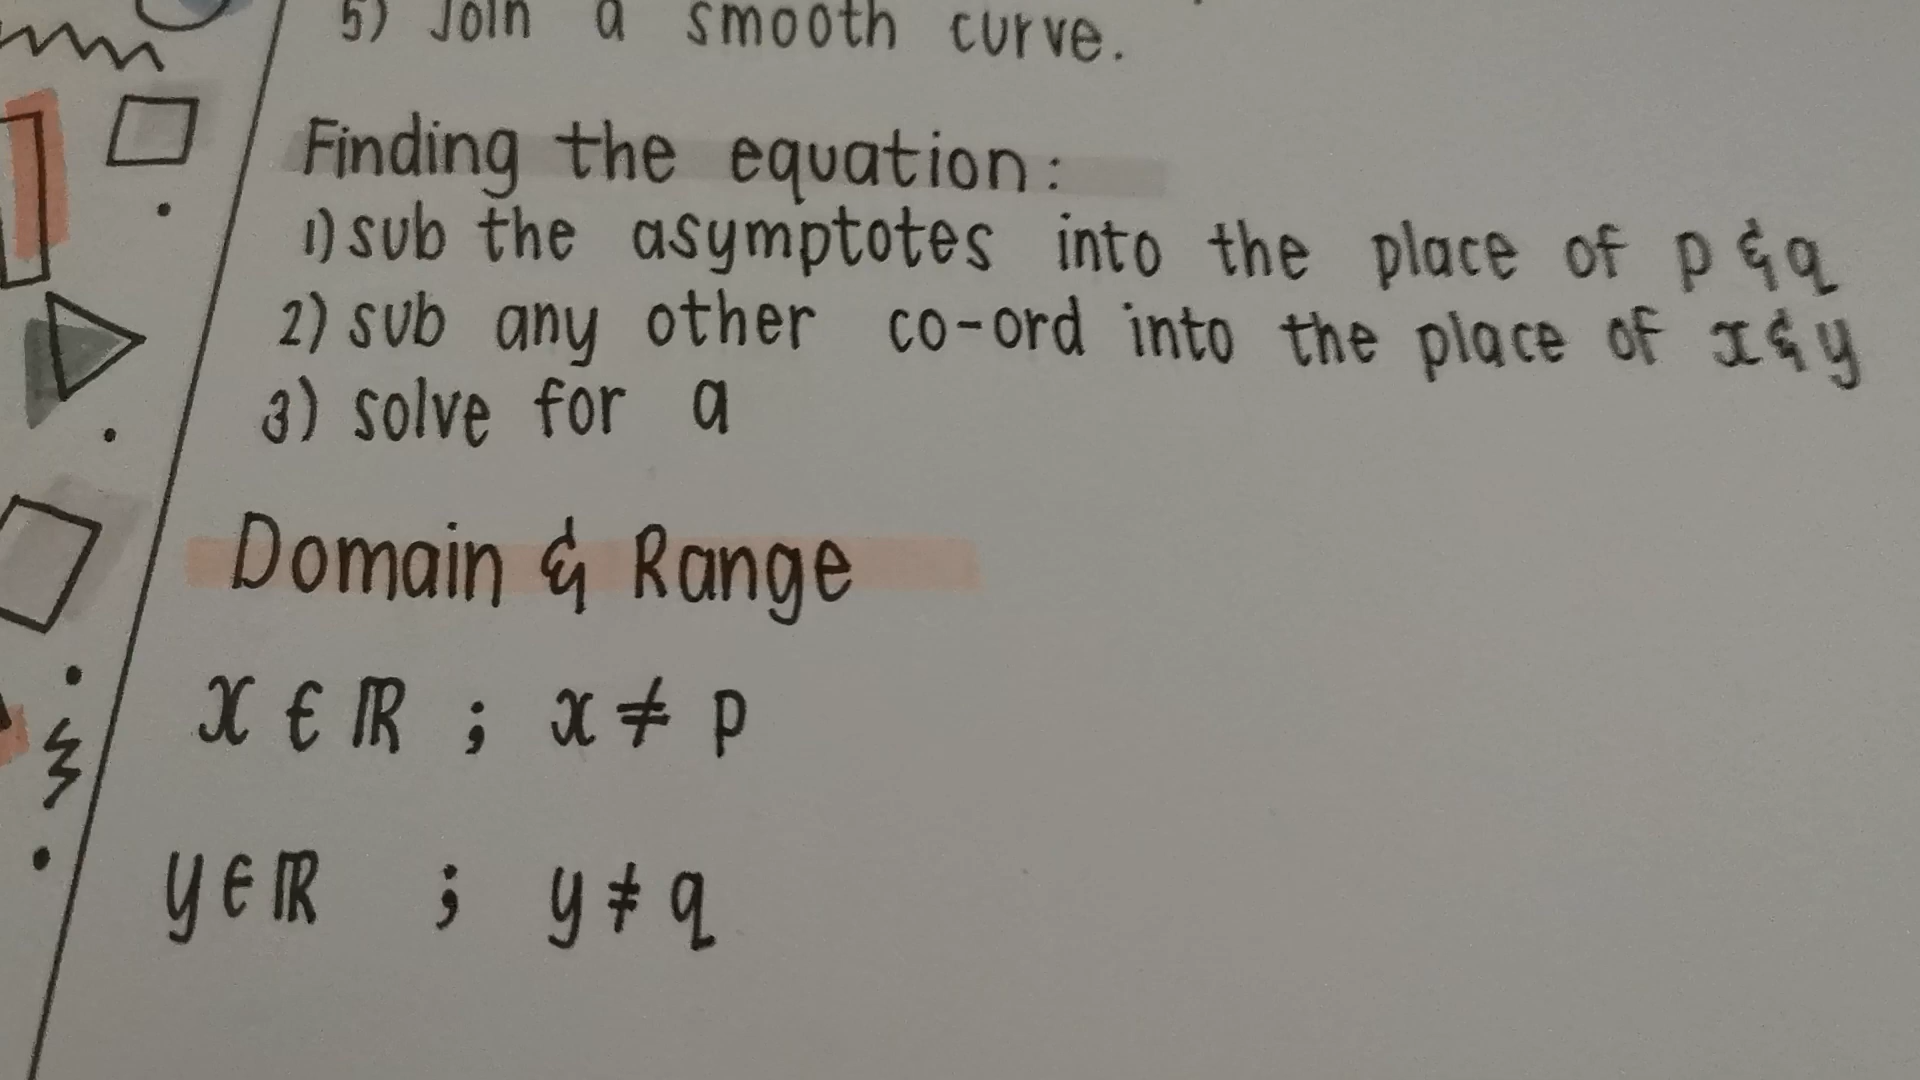 5) Join a smooth curve.
Finding the equation:
1) sub the asymptotes into the place of p & q
2) sub any other co-ord into the place of x & y
3) solve for a
Domain & Range
x ∈ ℝ ; x ≠ p
y ∈ ℝ ; y ≠ q